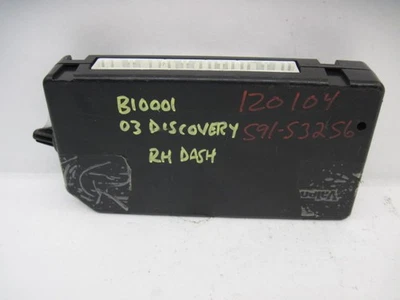 B10001
03 DISCOVERY
RH DASH
120104
591-53256